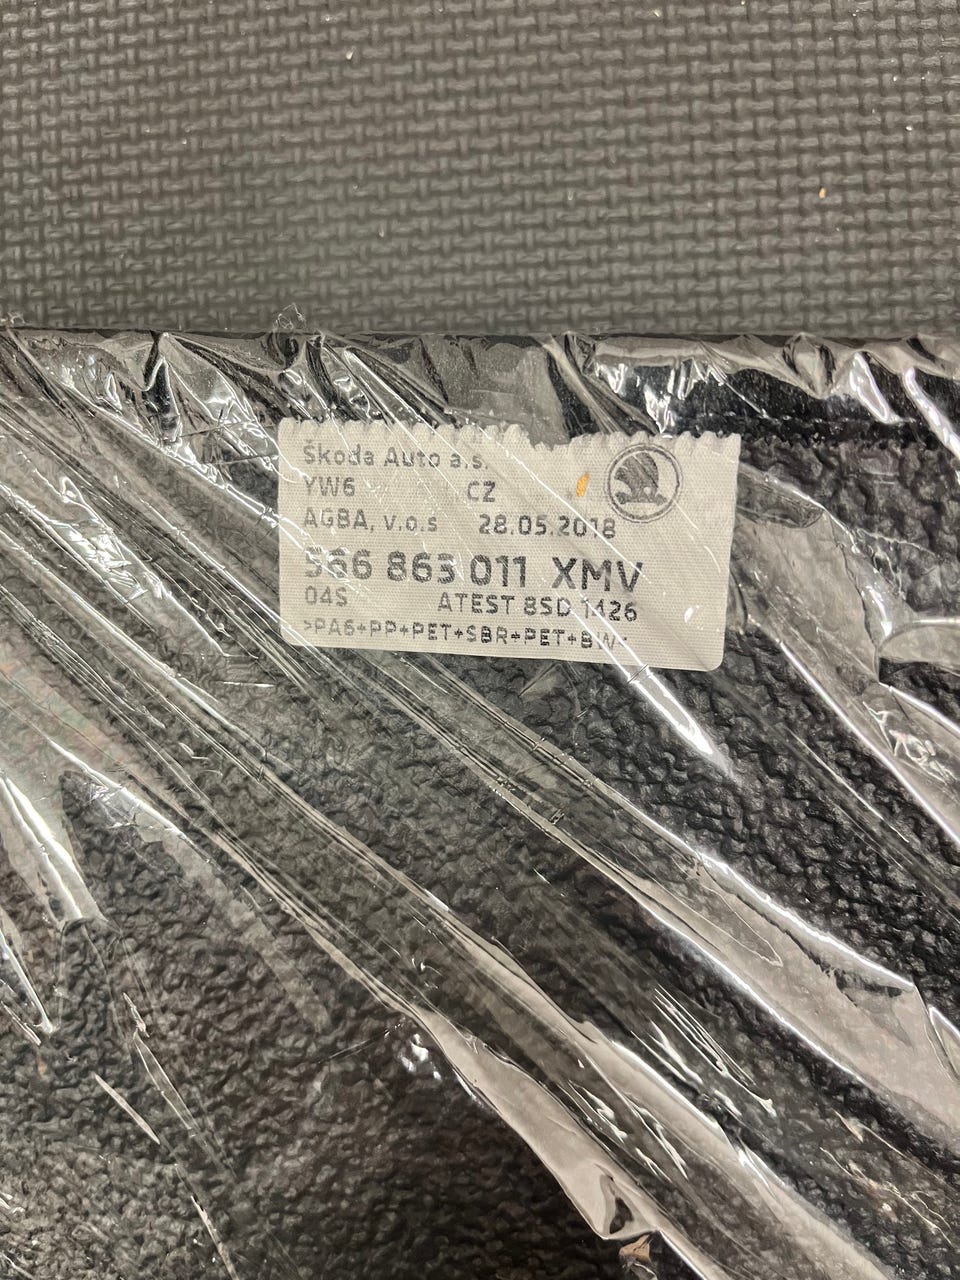 Škoda Auto a.s.
YW6 CZ
AGBA, v.o.s 28.05.2018
566 863 011 XMV
04S ATEST 8SD 1426
>PA6+PP+PET+SBR+PET+BW<